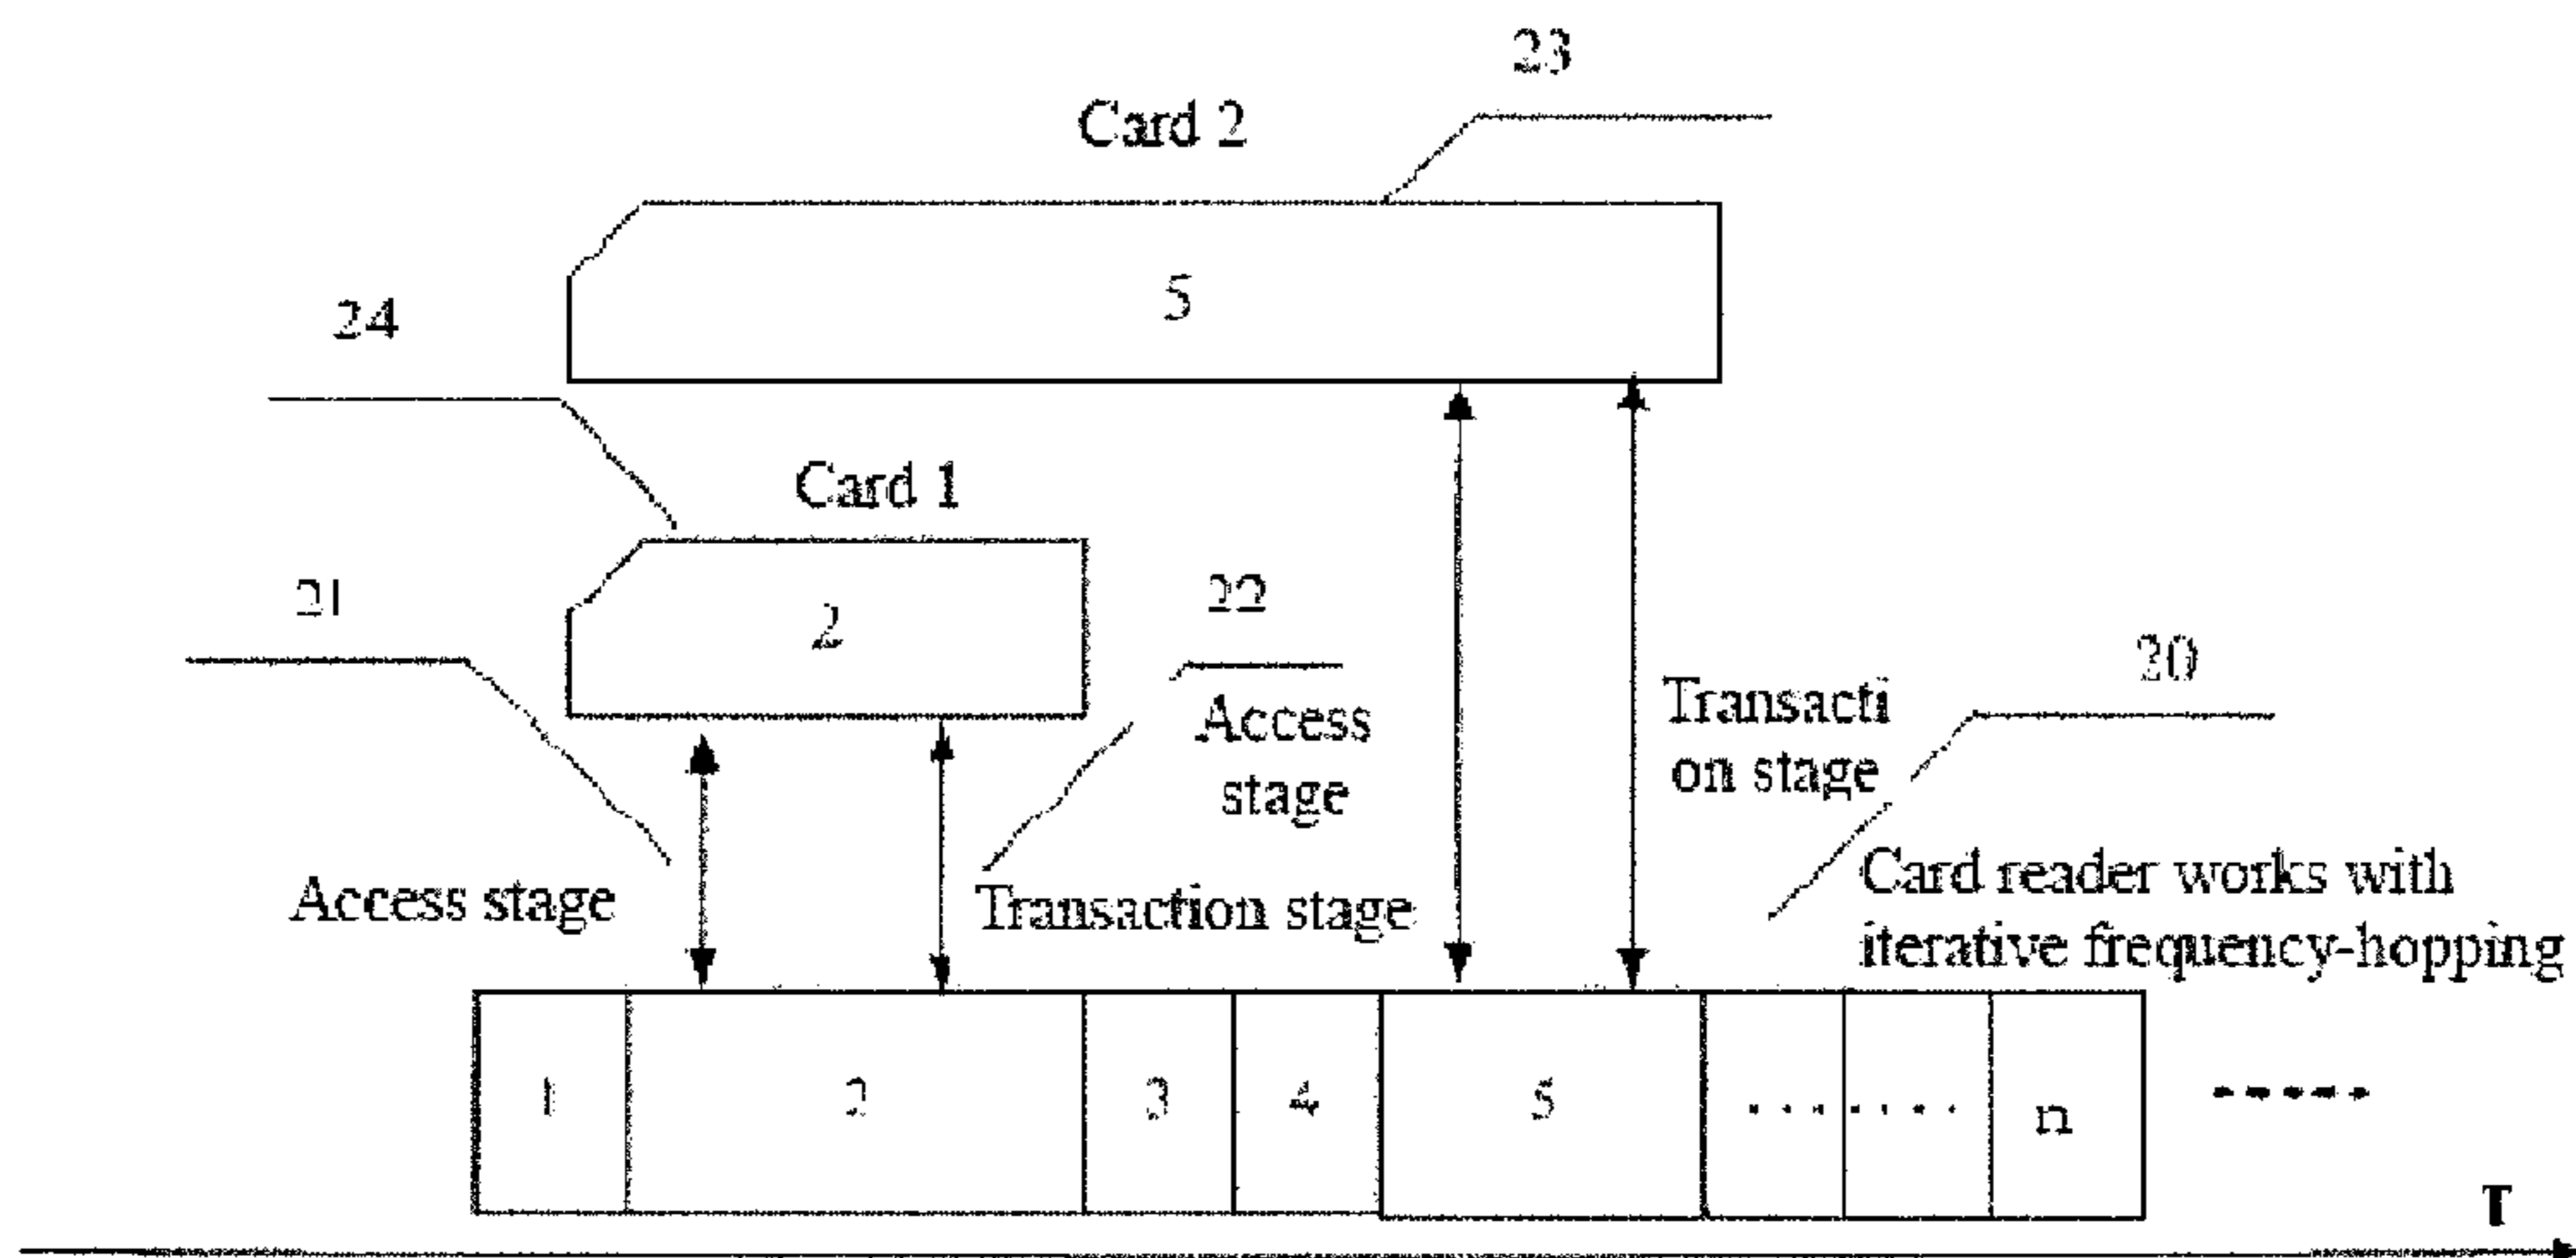 23
Card 2
5
24
Card 1
21
2
22
Access
stage
Transacti
on stage
20
Access stage
Transaction stage
Card reader works with
iterative frequency-hopping
1
2
3
4
5
.......
n
-----
T